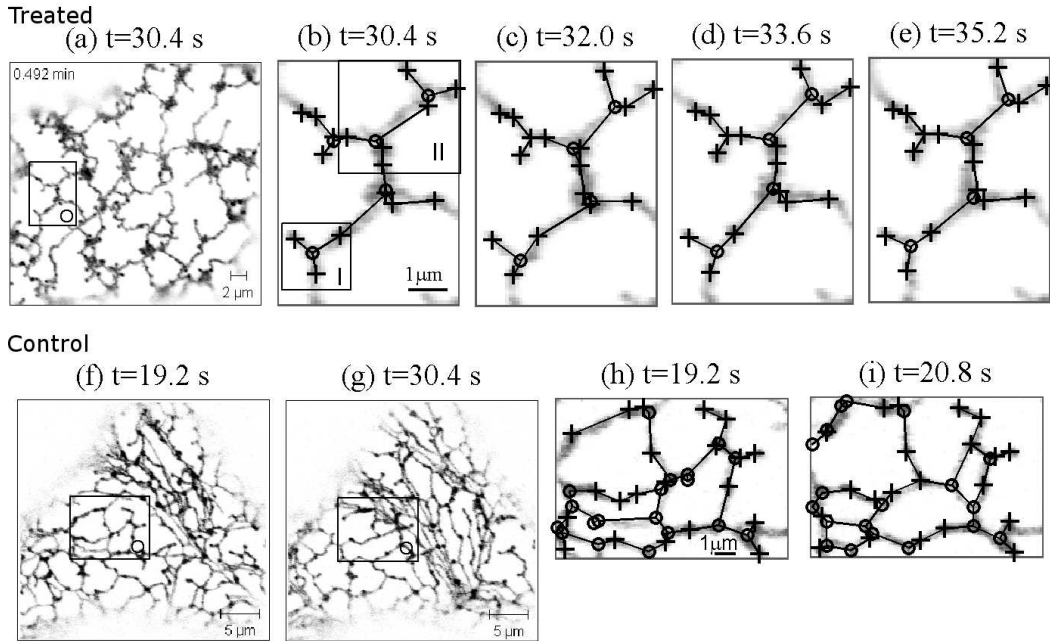 Treated
(a) t=30.4 s
(b) t=30.4 s
(c) t=32.0 s
(d) t=33.6 s
(e) t=35.2 s
0.492 min
II
I
2 μm
1μm
Control
(f) t=19.2 s
(g) t=30.4 s
(h) t=19.2 s
(i) t=20.8 s
5 μm
5 μm
1μm